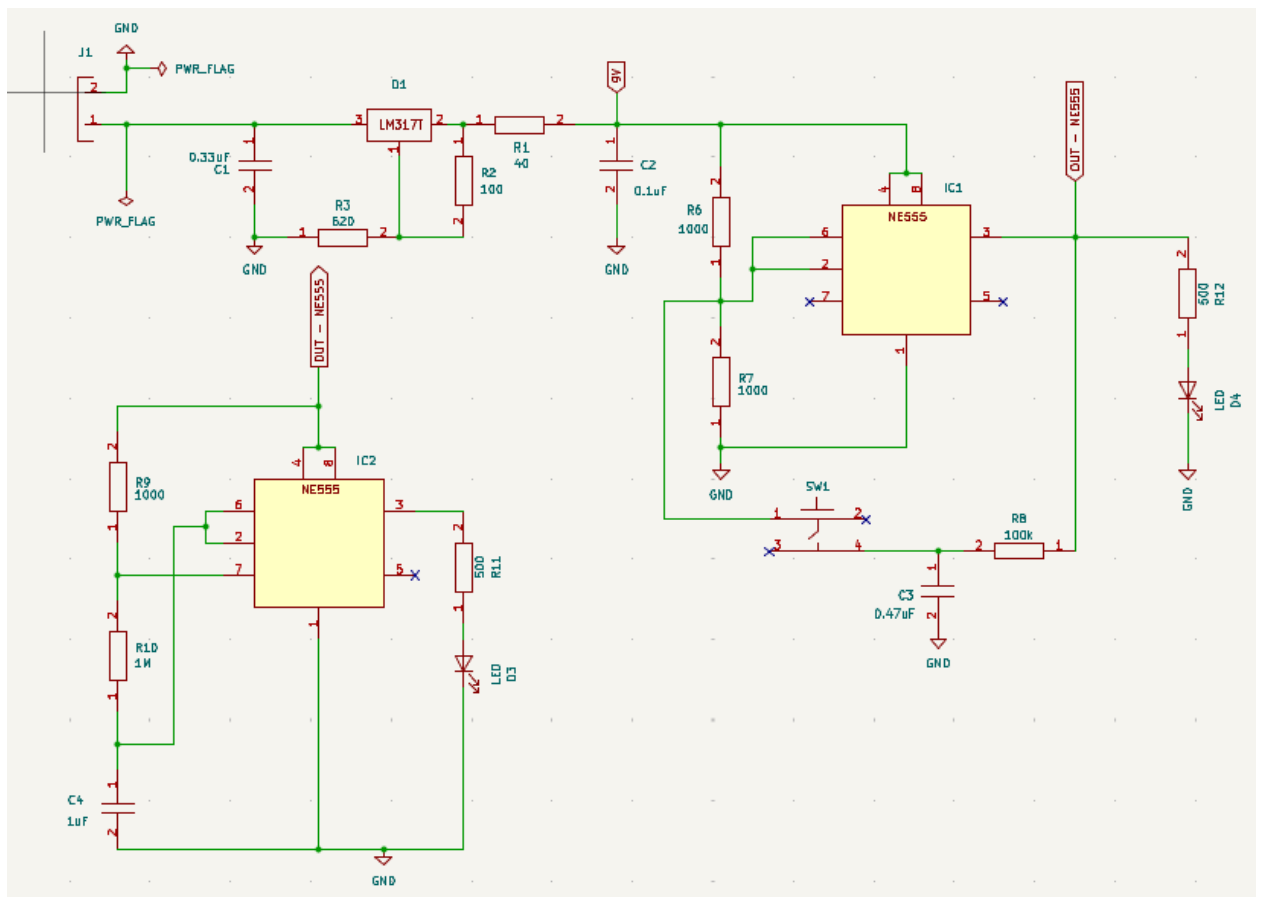 GND
J1
PWR_FLAG
2
1
PWR_FLAG
0.33uF
C1
1
2
GND
D1
3
LM317T
2
1
R3
620
1
2
1
R2
100
2
1
2
R1
40
9V
1
C2
0.1uF
2
GND
2
R6
1000
1
2
R7
1000
1
GND
4
8
IC1
NE555
6
2
7
3
5
1
OUT - NE555
2
500
R12
1
LED
D4
GND
SW1
1
2
3
4
R8
100k
2
1
1
C3
0.47uF
2
GND
OUT - NE555
2
R9
1000
1
2
R10
1M
1
C4
1uF
1
2
4
8
IC2
NE555
6
2
7
3
5
1
2
500
R11
1
LED
D3
GND